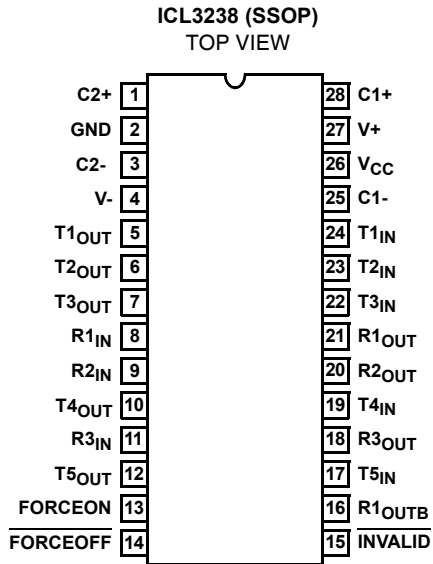 ICL3238 (SSOP)
TOP VIEW
C2+ 1 28 C1+
GND 2 27 V+
C2- 3 26 VCC
V- 4 25 C1-
T1OUT 5 24 T1IN
T2OUT 6 23 T2IN
T3OUT 7 22 T3IN
R1IN 8 21 R1OUT
R2IN 9 20 R2OUT
T4OUT 10 19 T4IN
R3IN 11 18 R3OUT
T5OUT 12 17 T5IN
FORCEON 13 16 R1OUTB
FORCEOFF 14 15 INVALID